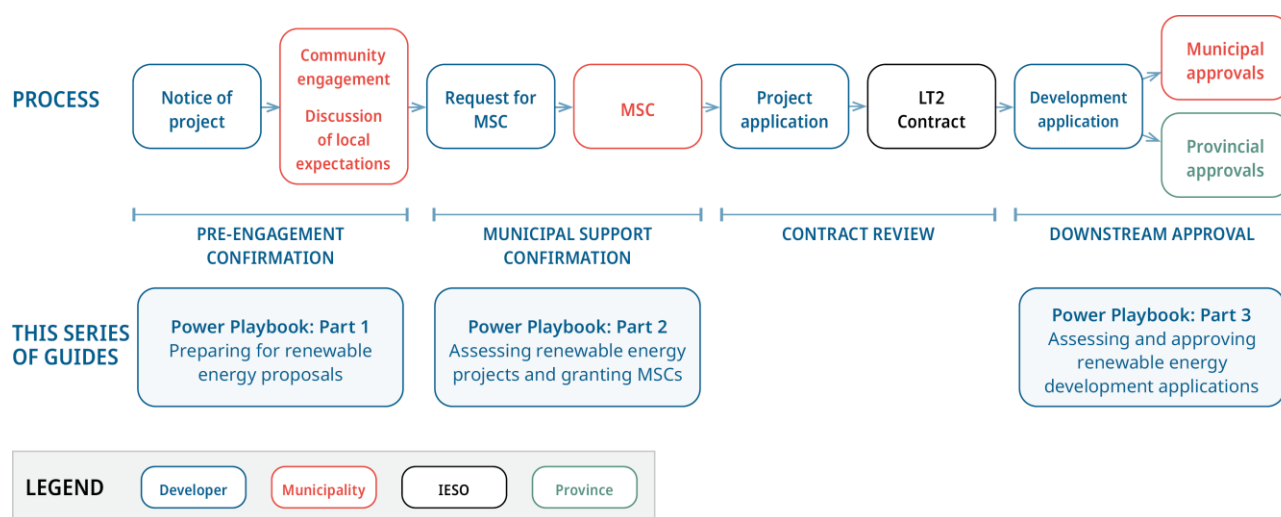 PROCESS
Notice of
project
Community
engagement
Discussion
of local
expectations
Request for
MSC
MSC
Project
application
LT2
Contract
Development
application
Municipal
approvals
Provincial
approvals
PRE-ENGAGEMENT
CONFIRMATION
MUNICIPAL SUPPORT
CONFIRMATION
CONTRACT REVIEW
DOWNSTREAM APPROVAL
THIS SERIES
OF GUIDES
Power Playbook: Part 1
Preparing for renewable
energy proposals
Power Playbook: Part 2
Assessing renewable energy
projects and granting MSCs
Power Playbook: Part 3
Assessing and approving
renewable energy
development applications
LEGEND
Developer
Municipality
IESO
Province